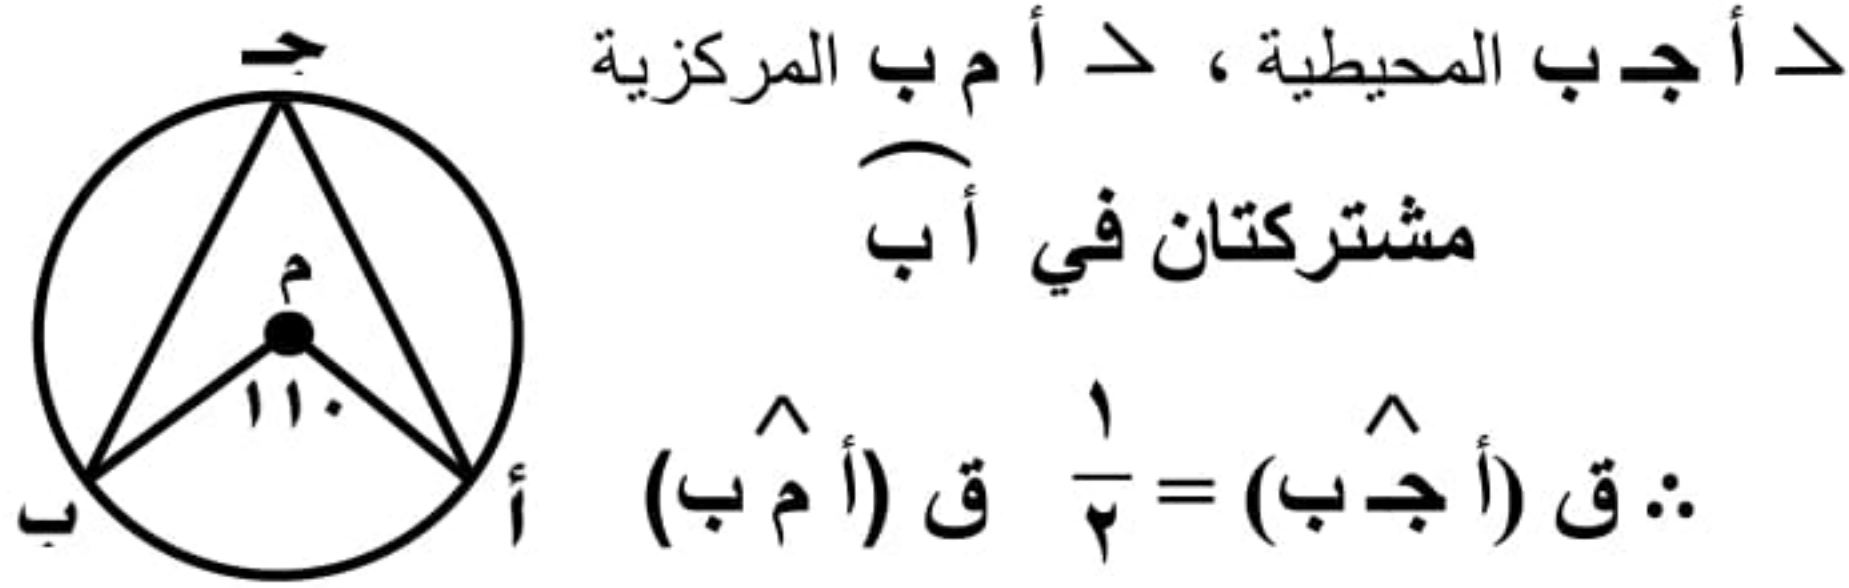 جـ
م
١١٠
ب
أ
> أ جـ ب المحيطية ، > أ م ب المركزية
مشتركتان في أ ب
∴ ق (أ جـ^ ب) = ١/٢ ق (أ م^ ب)